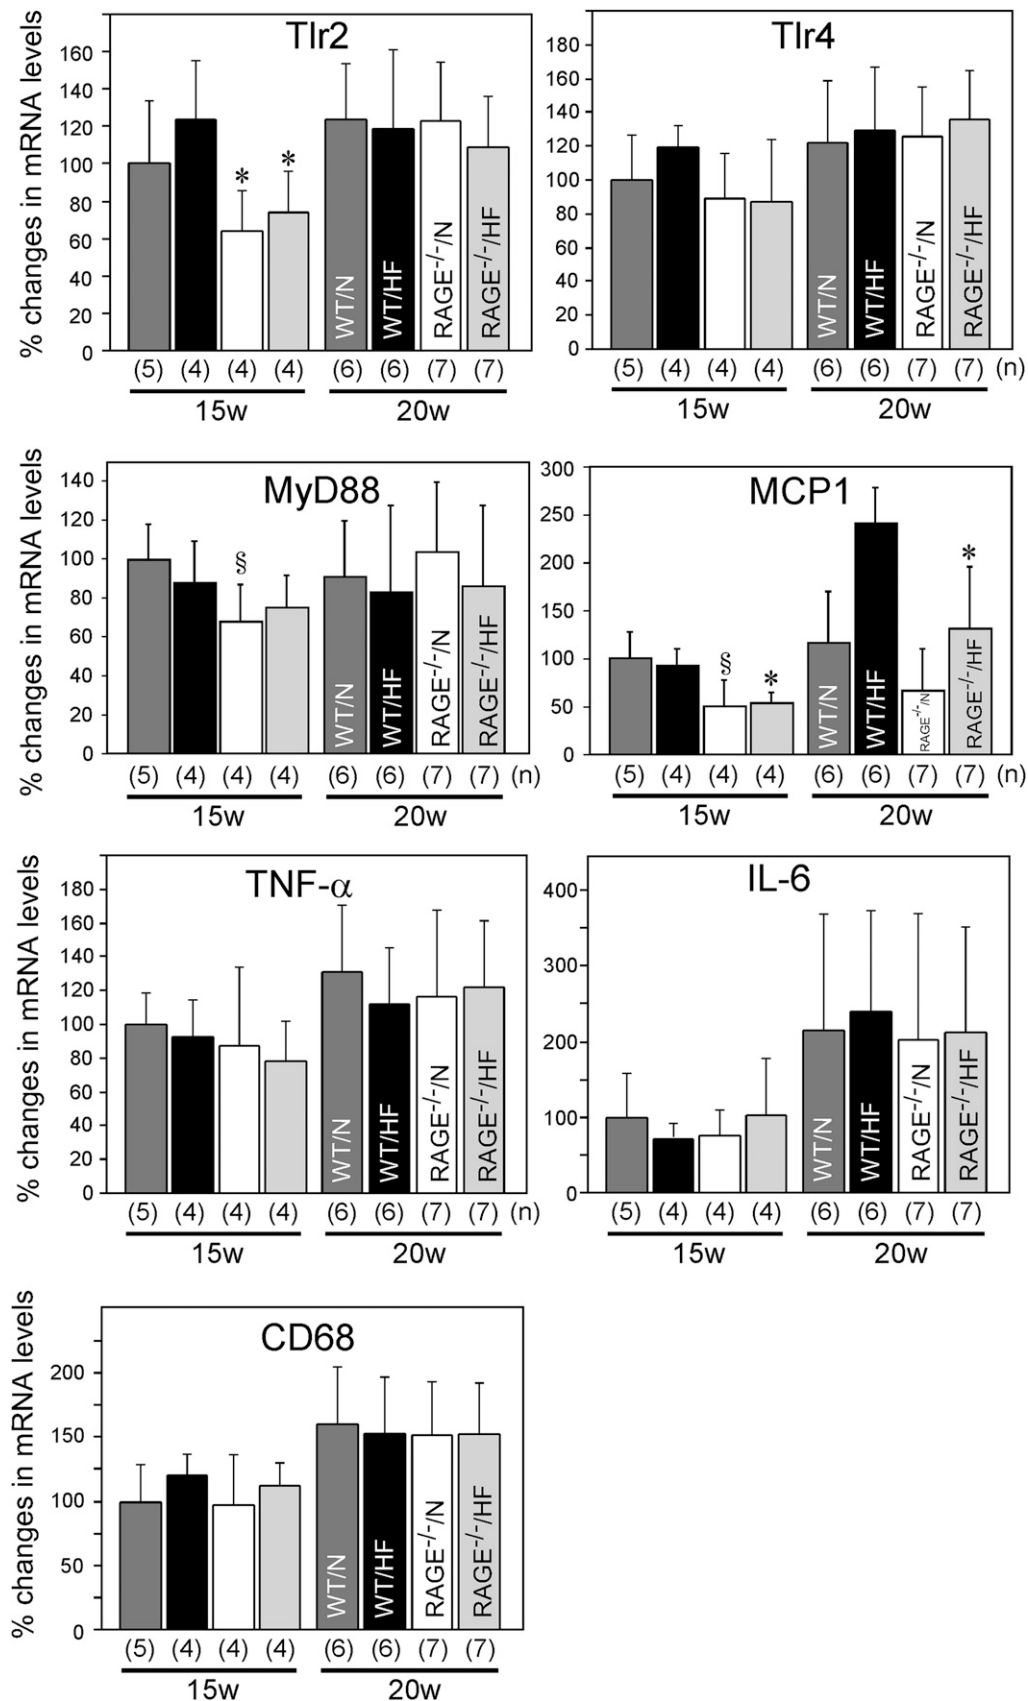 % changes in mRNA levels
Tlr2
160
140
120
100
80
60
40
20
0
* *
WT/N WT/HF RAGE-/-/N RAGE-/-/HF
(5) (4) (4) (4) (6) (6) (7) (7)
15w 20w
Tlr4
180
160
140
120
100
80
60
40
20
0
WT/N WT/HF RAGE-/-/N RAGE-/-/HF
(5) (4) (4) (4) (6) (6) (7) (7) (n)
15w 20w
% changes in mRNA levels
MyD88
140
120
100
80
60
40
20
0
§
WT/N WT/HF RAGE-/-/N RAGE-/-/HF
(5) (4) (4) (4) (6) (6) (7) (7) (n)
15w 20w
MCP1
300
250
200
150
100
50
0
§ * *
WT/N WT/HF RAGE-/-/N RAGE-/-/HF
(5) (4) (4) (4) (6) (6) (7) (7) (n)
15w 20w
% changes in mRNA levels
TNF-α
180
160
140
120
100
80
60
40
20
0
WT/N WT/HF RAGE-/-/N RAGE-/-/HF
(5) (4) (4) (4) (6) (6) (7) (7) (n)
15w 20w
IL-6
400
300
200
100
0
WT/N WT/HF RAGE-/-/N RAGE-/-/HF
(5) (4) (4) (4) (6) (6) (7) (7)
15w 20w
% changes in mRNA levels
CD68
200
150
100
50
0
WT/N WT/HF RAGE-/-/N RAGE-/-/HF
(5) (4) (4) (4) (6) (6) (7) (7)
15w 20w